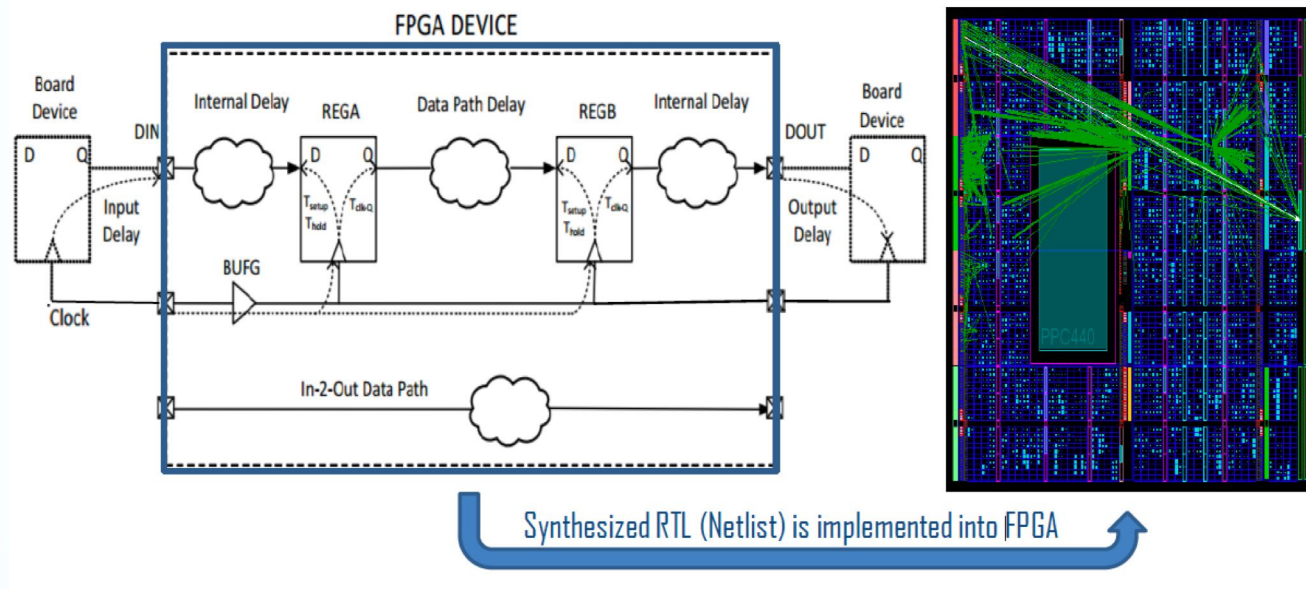 FPGA DEVICE
Board
Device
D Q
Input
Delay
Clock
DIN
Internal Delay
REGA
D Q
Tsetup
Thold
Tclk-Q
BUFG
Data Path Delay
REGB
D Q
Tsetup
Thold
Tclk-Q
Internal Delay
DOUT
Output
Delay
Board
Device
D Q
In-2-Out Data Path
PPC440
Synthesized RTL (Netlist) is implemented into FPGA